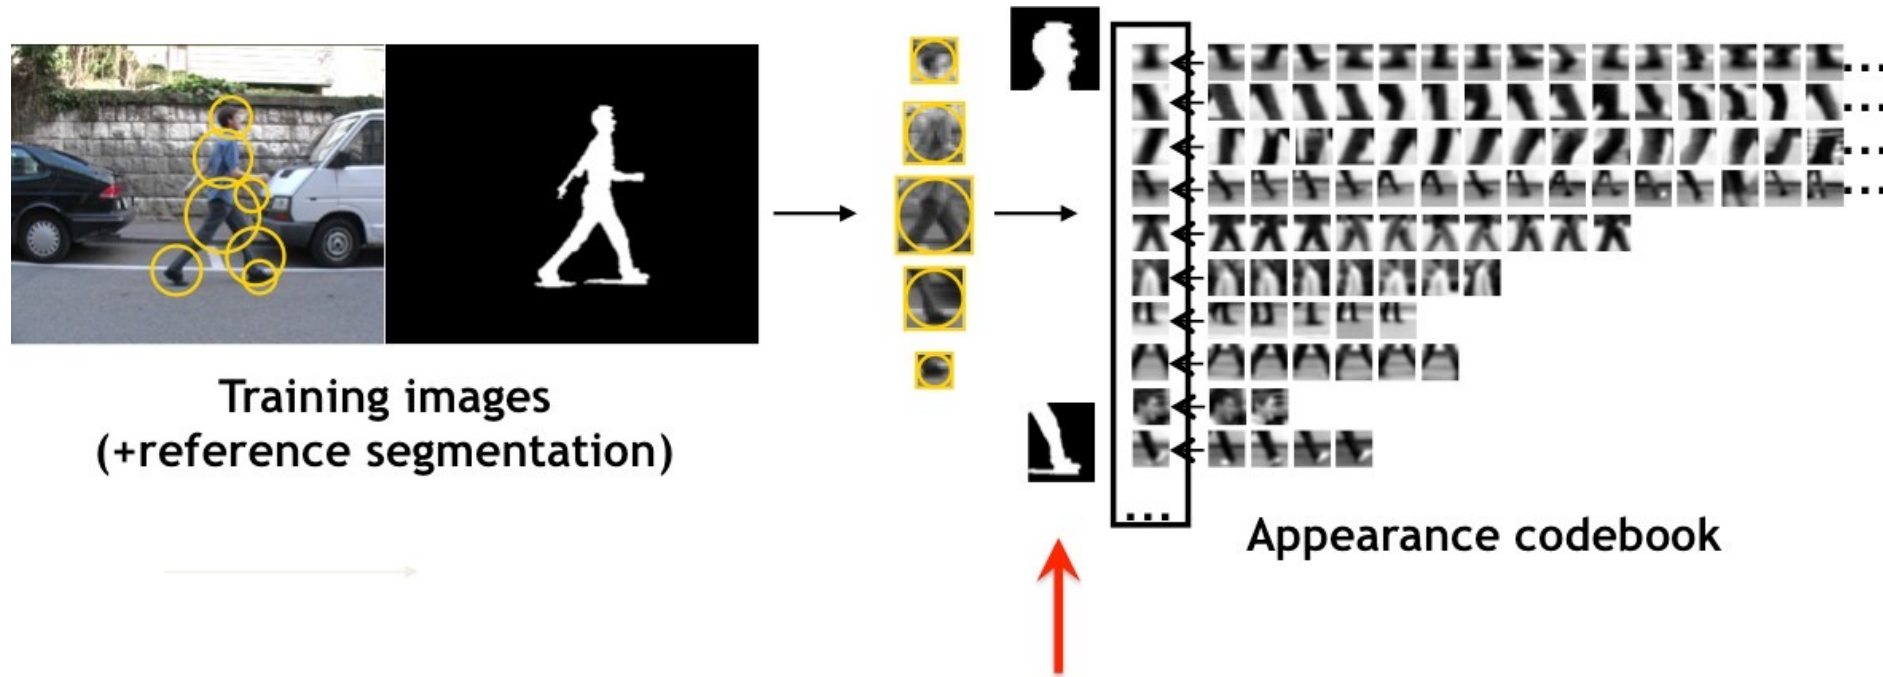 Training images
(+reference segmentation)
Appearance codebook
...
...
...
...
...